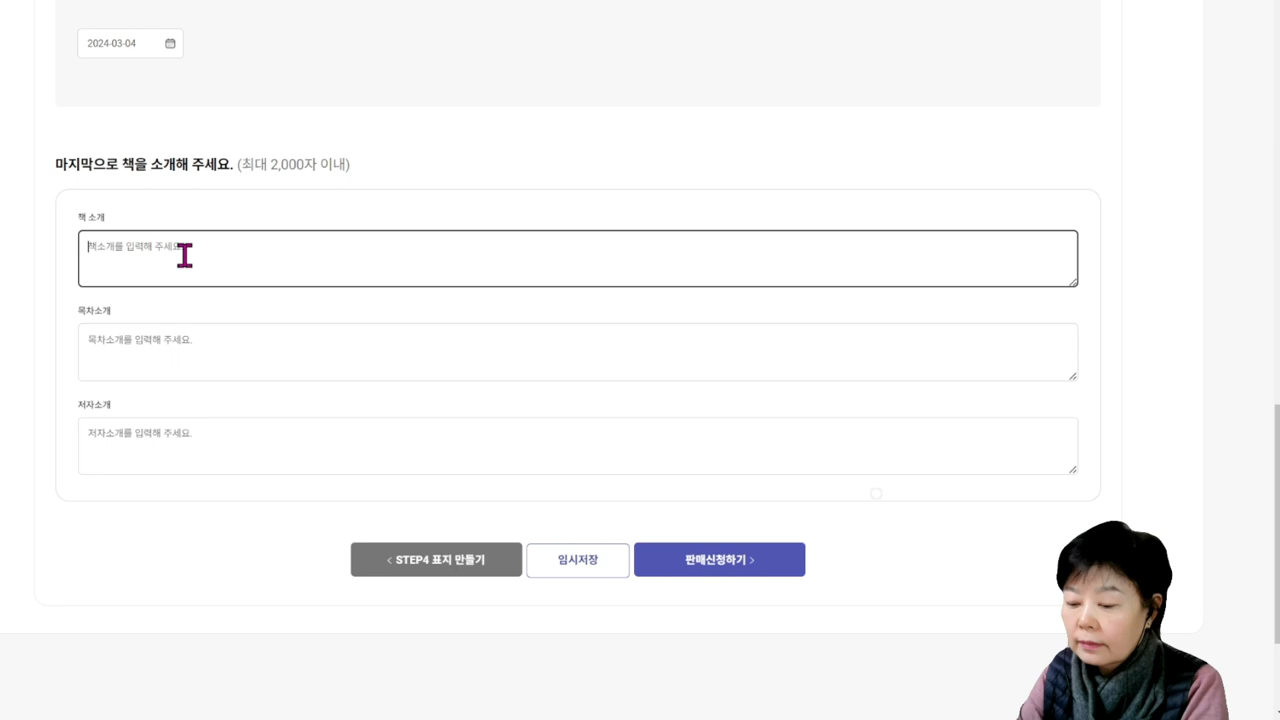 2024-03-04
마지막으로 책을 소개해 주세요. (최대 2,000자 이내)
책 소개
책소개를 입력해 주세요
목차소개
목차소개를 입력해 주세요.
저자소개
저자소개를 입력해 주세요.
< STEP4 표지 만들기
임시저장
판매신청하기 >